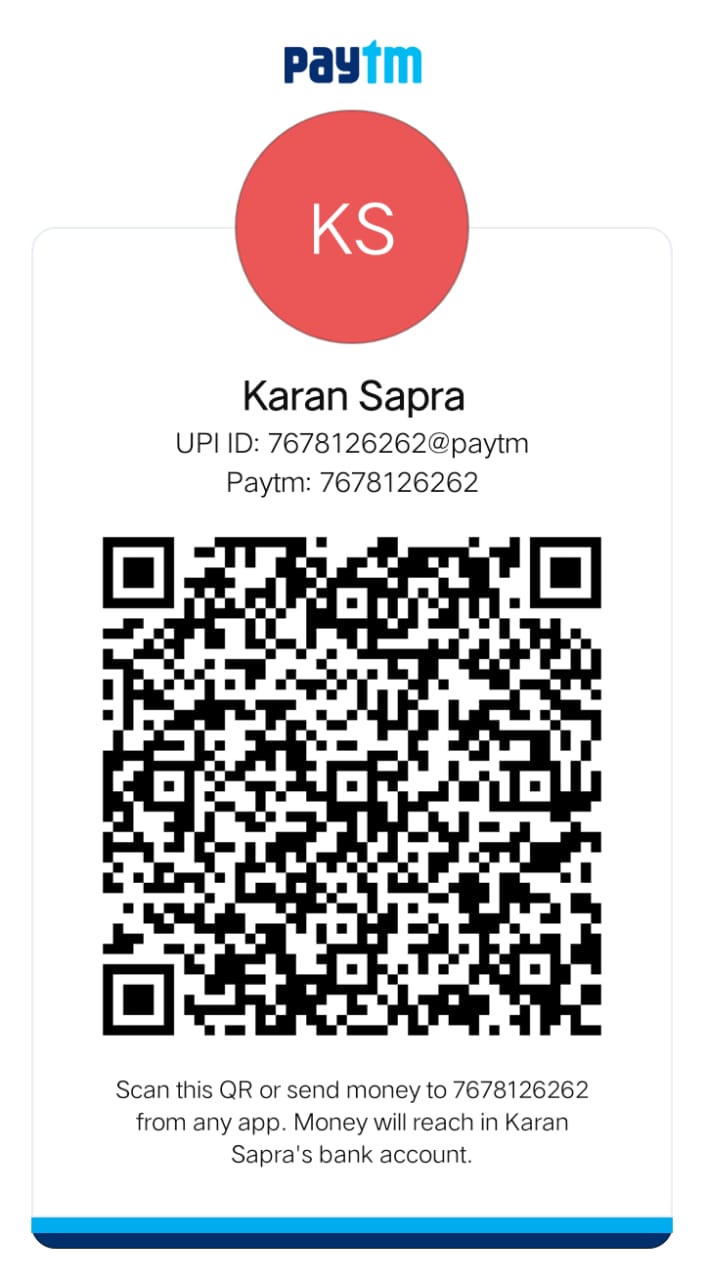 paytm
KS
Karan Sapra
UPI ID: 7678126262@paytm
Paytm: 7678126262
Scan this QR or send money to 7678126262
from any app. Money will reach in Karan
Sapra's bank account.